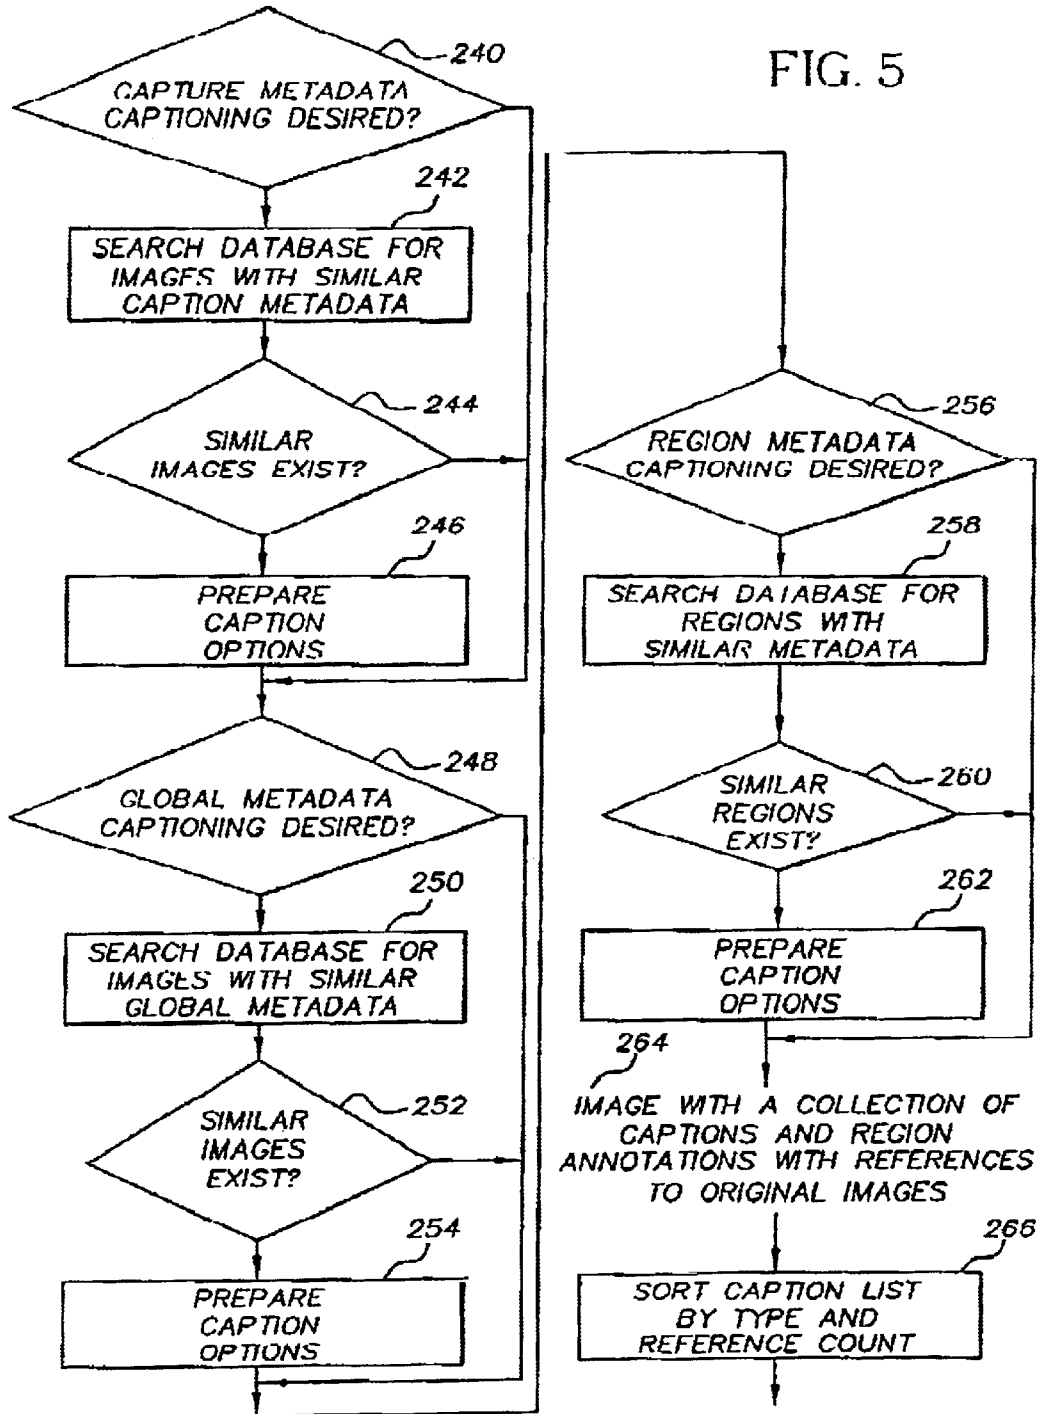 FIG. 5
240
CAPTURE METADATA
CAPTIONING DESIRED?
242
SEARCH DATABASE FOR
IMAGES WITH SIMILAR
CAPTION METADATA
244
SIMILAR
IMAGES EXIST?
246
PREPARE
CAPTION
OPTIONS
248
GLOBAL METADATA
CAPTIONING DESIRED?
250
SEARCH DATABASE FOR
IMAGES WITH SIMILAR
GLOBAL METADATA
252
SIMILAR
IMAGES
EXIST?
254
PREPARE
CAPTION
OPTIONS
256
REGION METADATA
CAPTIONING DESIRED?
258
SEARCH DATABASE FOR
REGIONS WITH
SIMILAR METADATA
260
SIMILAR
REGIONS
EXIST?
262
PREPARE
CAPTION
OPTIONS
264
IMAGE WITH A COLLECTION OF
CAPTIONS AND REGION
ANNOTATIONS WITH REFERENCES
TO ORIGINAL IMAGES
266
SORT CAPTION LIST
BY TYPE AND
REFERENCE COUNT